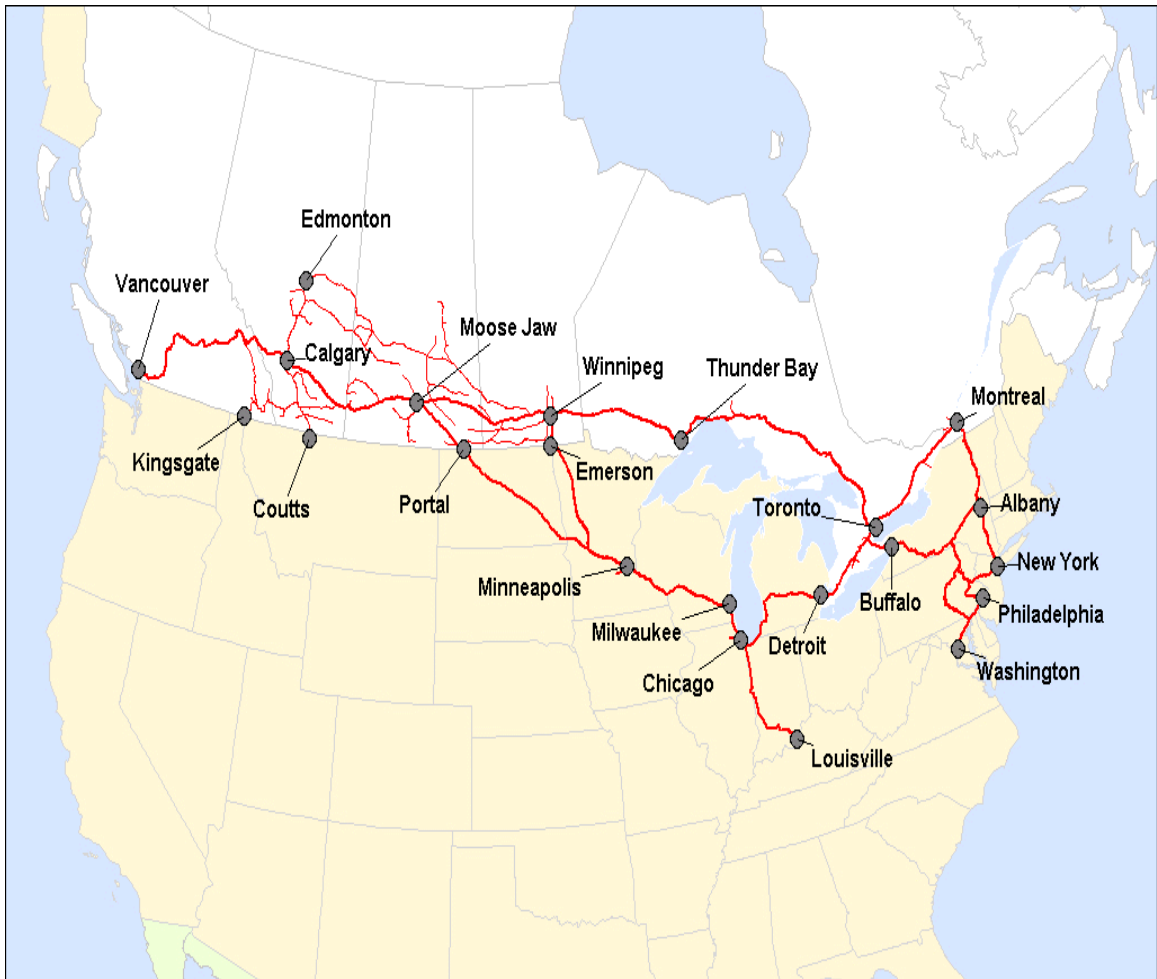 Edmonton
Vancouver
Moose Jaw
Calgary
Winnipeg
Thunder Bay
Montreal
Kingsgate
Emerson
Coutts
Portal
Toronto
Albany
New York
Minneapolis
Buffalo
Philadelphia
Milwaukee
Detroit
Washington
Chicago
Louisville